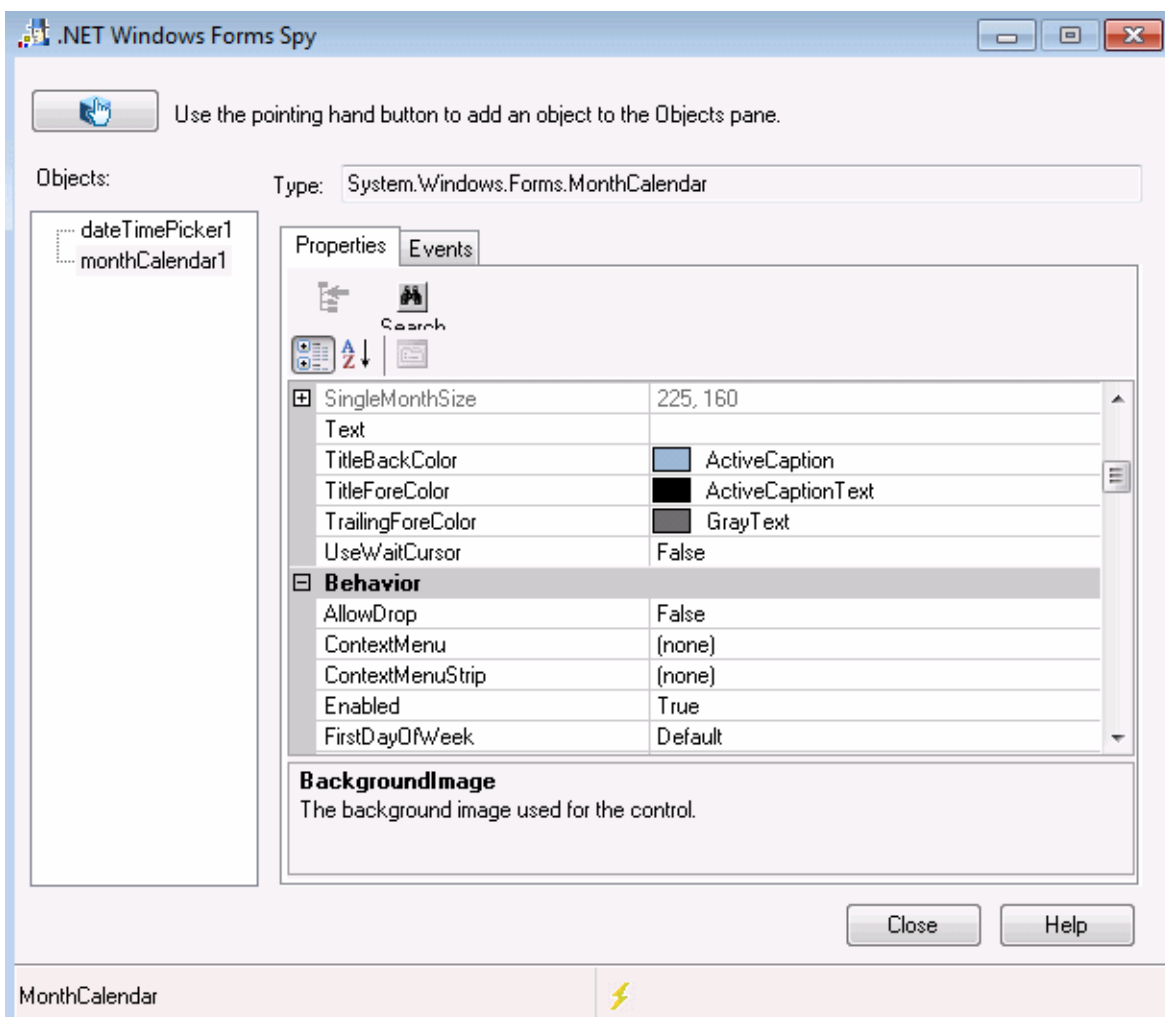 .NET Windows Forms Spy
Use the pointing hand button to add an object to the Objects pane.
Objects:
Type: System.Windows.Forms.MonthCalendar
dateTimePicker1
monthCalendar1
Properties Events
Search
SingleMonthSize 225, 160
Text
TitleBackColor ActiveCaption
TitleForeColor ActiveCaptionText
TrailingForeColor GrayText
UseWaitCursor False
Behavior
AllowDrop False
ContextMenu (none)
ContextMenuStrip (none)
Enabled True
FirstDayOfWeek Default
BackgroundImage
The background image used for the control.
Close Help
MonthCalendar